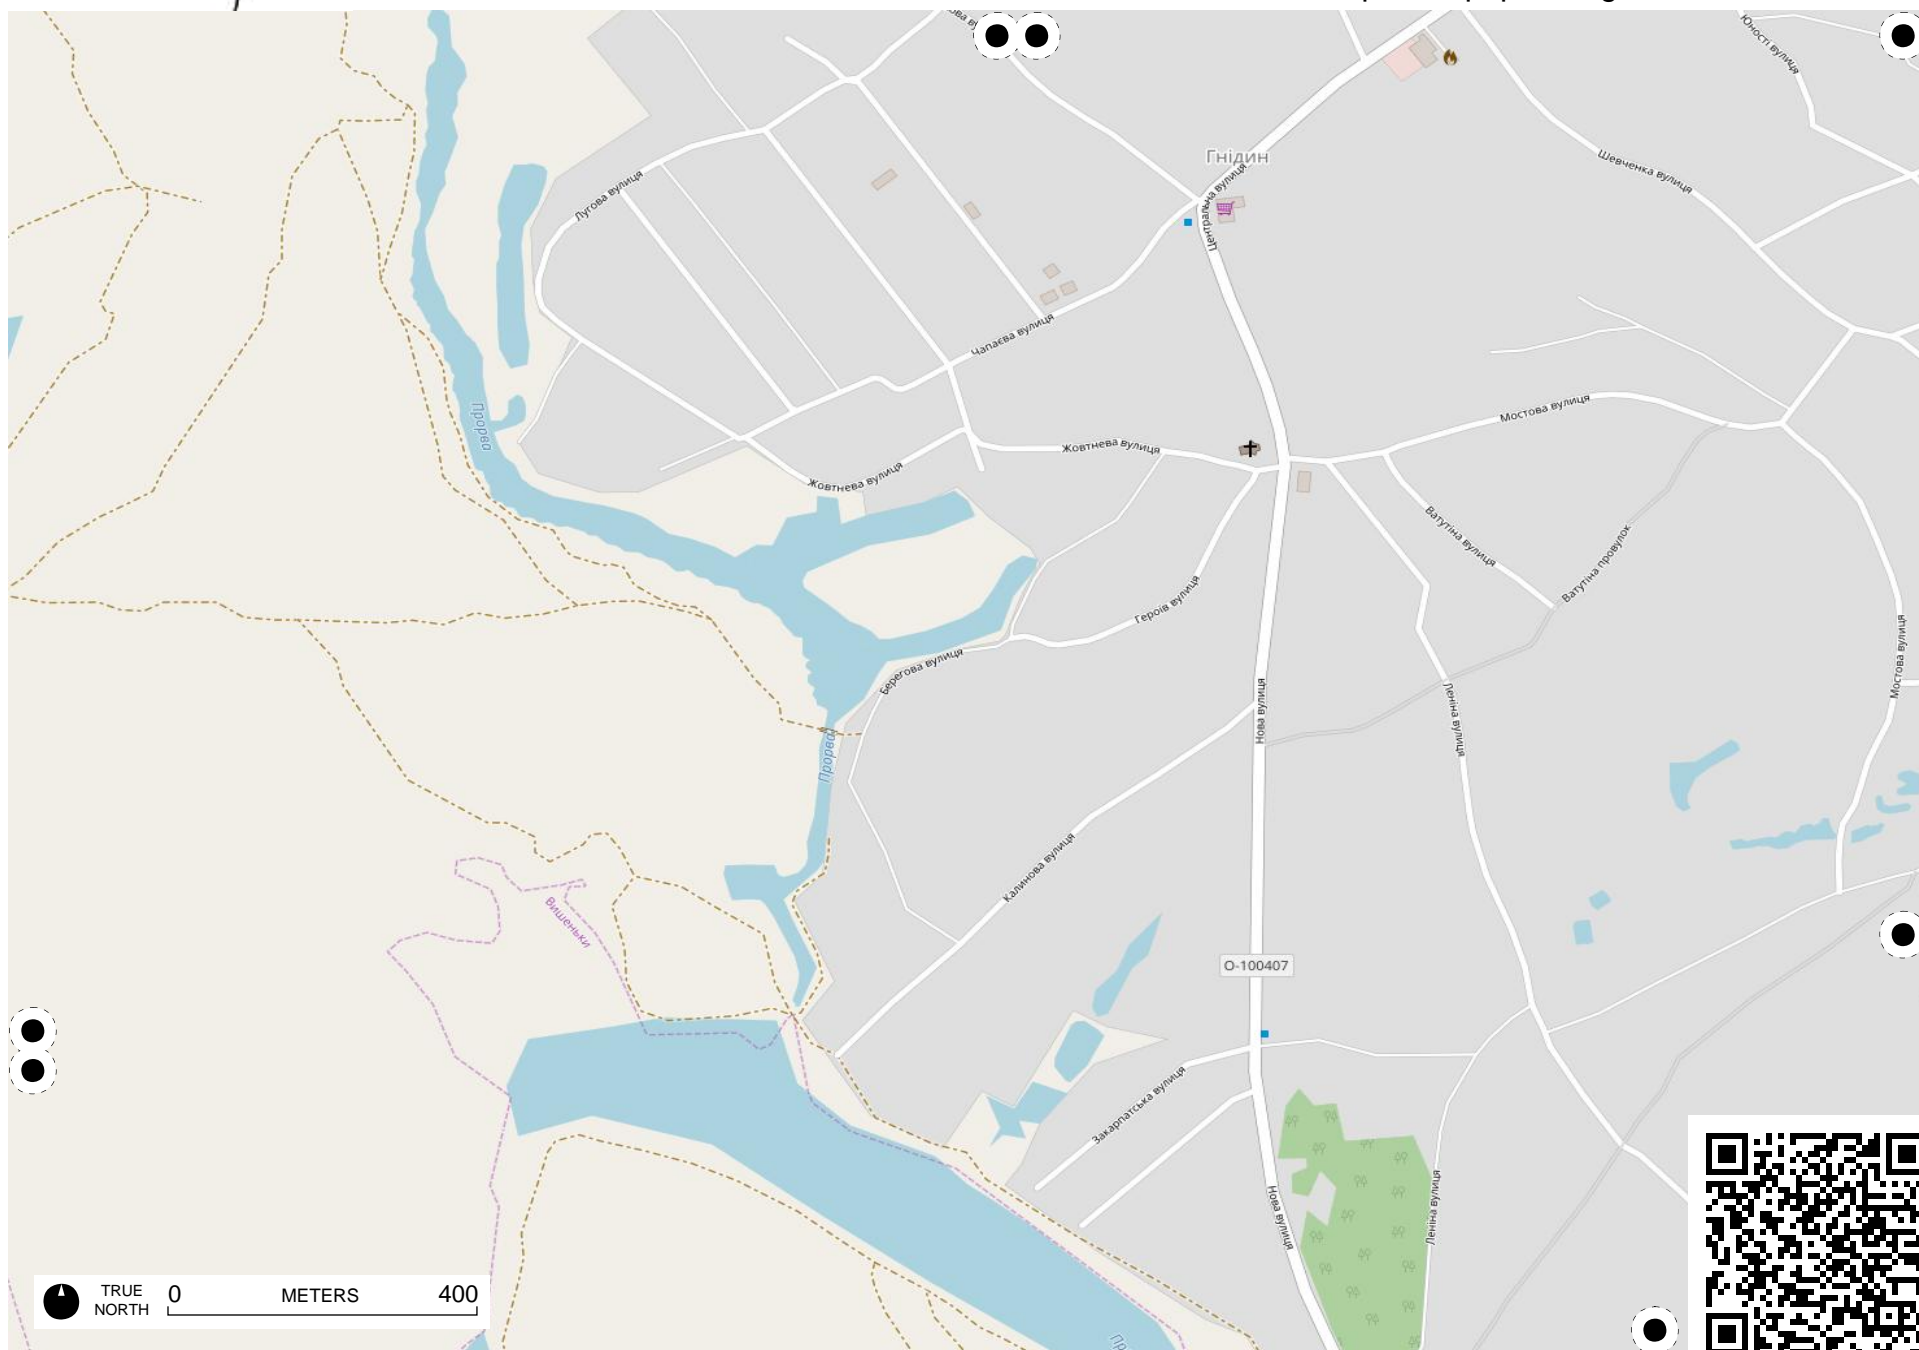 Юності вулиця
Гнідин
Шевченка вулиця
Центральна вулиця
Лугова вулиця
Чапаєва вулиця
Мостова вулиця
Прорва
Жовтнева вулиця
Жовтнева вулиця
Ватутіна вулиця
Ватутіна провулок
Героїв вулиця
Берегова вулиця
Мостова вулиця
Нова вулиця
Леніна вулиця
Прорва
Калинова вулиця
Вишеньки
О-100407
Закарпатська вулиця
Нова вулиця
Леніна вулиця
TRUE
NORTH
0 METERS 400